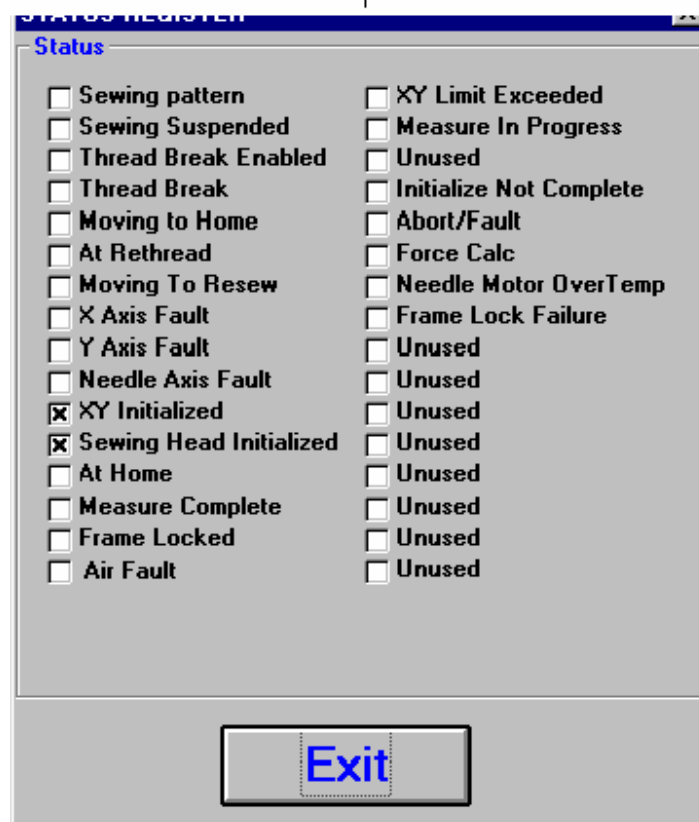 STATUS REGISTER
Status
Sewing pattern
Sewing Suspended
Thread Break Enabled
Thread Break
Moving to Home
At Rethread
Moving To Resew
X Axis Fault
Y Axis Fault
Needle Axis Fault
XY Initialized
Sewing Head Initialized
At Home
Measure Complete
Frame Locked
Air Fault
XY Limit Exceeded
Measure In Progress
Unused
Initialize Not Complete
Abort/Fault
Force Calc
Needle Motor OverTemp
Frame Lock Failure
Unused
Unused
Unused
Unused
Unused
Unused
Unused
Unused
Exit